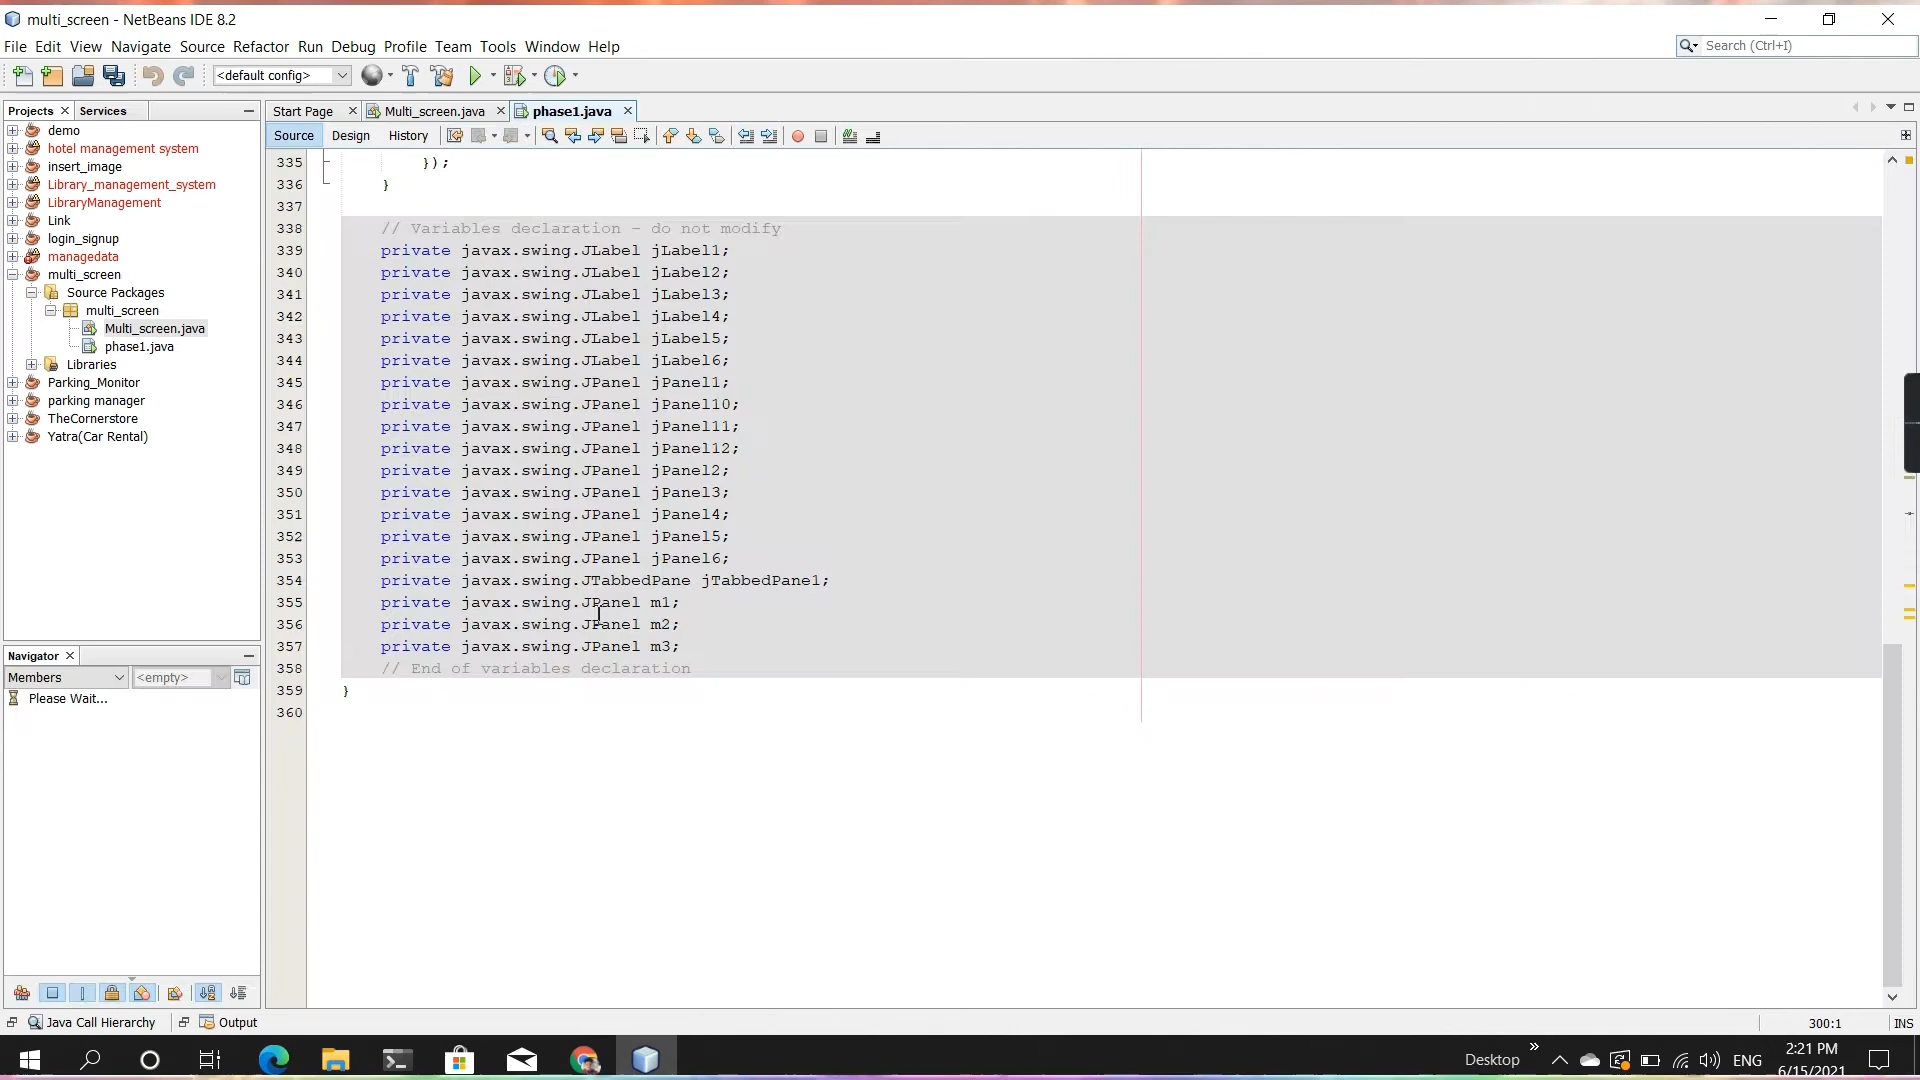 multi_screen - NetBeans IDE 8.2
File Edit View Navigate Source Refactor Run Debug Profile Team Tools Window Help
Search (Ctrl+I)
<default config>
Projects Services
Start Page Multi_screen.java phase1.java
Source Design History
demo
hotel management system
insert_image
Library_management_system
LibraryManagement
Link
login_signup
managedata
multi_screen
Source Packages
multi_screen
Multi_screen.java
phase1.java
Libraries
Parking_Monitor
parking manager
TheCornerstore
Yatra(Car Rental)
335 });
336 }
337
338 // Variables declaration - do not modify
339 private javax.swing.JLabel jLabel1;
340 private javax.swing.JLabel jLabel2;
341 private javax.swing.JLabel jLabel3;
342 private javax.swing.JLabel jLabel4;
343 private javax.swing.JLabel jLabel5;
344 private javax.swing.JLabel jLabel6;
345 private javax.swing.JPanel jPanel1;
346 private javax.swing.JPanel jPanel10;
347 private javax.swing.JPanel jPanel11;
348 private javax.swing.JPanel jPanel12;
349 private javax.swing.JPanel jPanel2;
350 private javax.swing.JPanel jPanel3;
351 private javax.swing.JPanel jPanel4;
352 private javax.swing.JPanel jPanel5;
353 private javax.swing.JPanel jPanel6;
354 private javax.swing.JTabbedPane jTabbedPane1;
355 private javax.swing.JPanel m1;
356 private javax.swing.JPanel m2;
357 private javax.swing.JPanel m3;
358 // End of variables declaration
359 }
360
Navigator
Members <empty>
Please Wait...
Java Call Hierarchy Output
300:1 INS
Desktop ENG 2:21 PM
6/15/2021